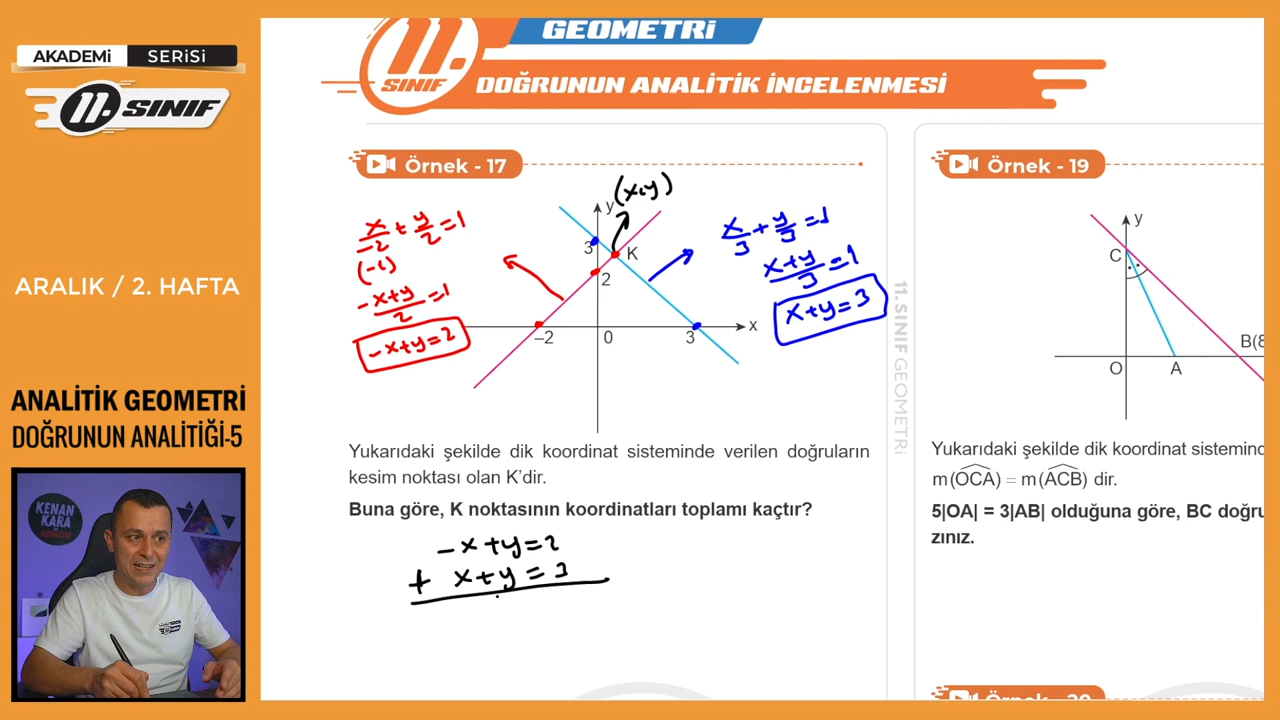 AKADEMİ SERİSİ
11. SINIF
ARALIK / 2. HAFTA
ANALİTİK GEOMETRİ
DOĞRUNUN ANALİTİĞİ-5
KENAN
KARA
GEOMETRİ
11.
SINIF
DOĞRUNUN ANALİTİK İNCELENMESİ
Örnek - 17
x/-2 + y/2 = 1
(-1)
-x+y/2 = 1
-x+y=2
(x,y)
y
3
K
2
-2
0
3
x
x/3 + y/3 = 1
x+y/3 = 1
x+y=3
Yukarıdaki şekilde dik koordinat sisteminde verilen doğruların
kesim noktası olan K'dir.
Buna göre, K noktasının koordinatları toplamı kaçtır?
-x+y=2
+ x+y=3
11. SINIF GEOMETRİ
Örnek - 19
y
C
B(8
O
A
Yukarıdaki şekilde dik koordinat sisteminc
m(OCA) = m(ACB) dir.
5|OA| = 3|AB| olduğuna göre, BC doğru
zınız.
Örnek - 20